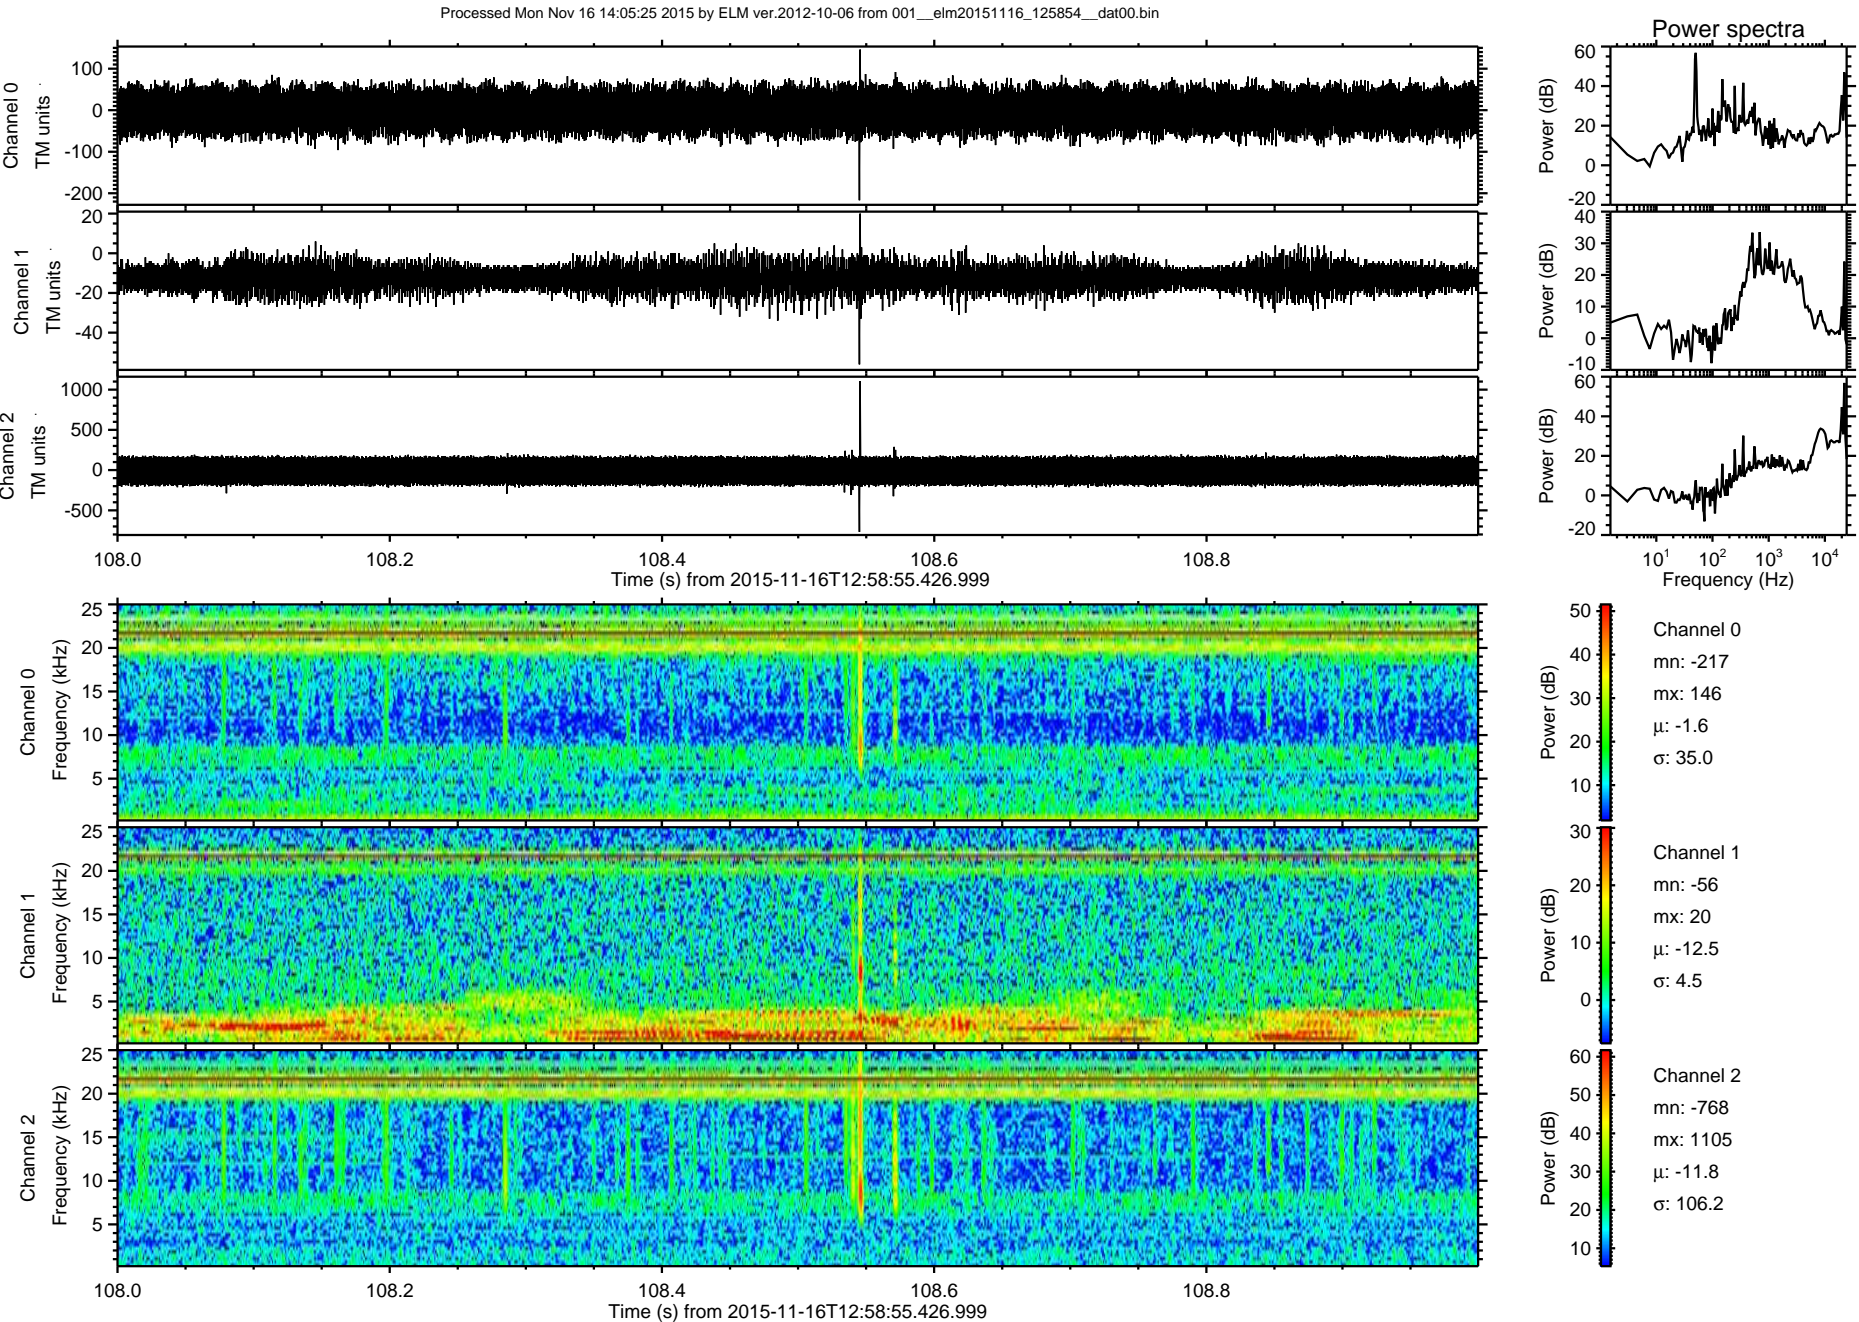 Processed Mon Nov 16 14:05:25 2015 by ELM ver.2012-10-06 from 001__elm20151116_125854__dat00.bin
Power spectra
Channel 0
TM units
100
0
-100
-200
Power (dB)
60
40
20
0
-20
Channel 1
TM units
20
0
-20
-40
Power (dB)
40
30
20
10
0
-10
Channel 2
TM units
1000
500
0
-500
Power (dB)
60
40
20
0
-20
108.0 108.2 108.4 108.6 108.8
Time (s) from 2015-11-16T12:58:55.426.999
10^1 10^2 10^3 10^4
Frequency (Hz)
Channel 0
Frequency (kHz)
25
20
15
10
5
Power (dB)
50
40
30
20
10
Channel 0
mn: -217
mx: 146
μ: -1.6
σ: 35.0
Channel 1
Frequency (kHz)
25
20
15
10
5
Power (dB)
30
20
10
0
Channel 1
mn: -56
mx: 20
μ: -12.5
σ: 4.5
Channel 2
Frequency (kHz)
25
20
15
10
5
Power (dB)
60
50
40
30
20
10
Channel 2
mn: -768
mx: 1105
μ: -11.8
σ: 106.2
108.0 108.2 108.4 108.6 108.8
Time (s) from 2015-11-16T12:58:55.426.999